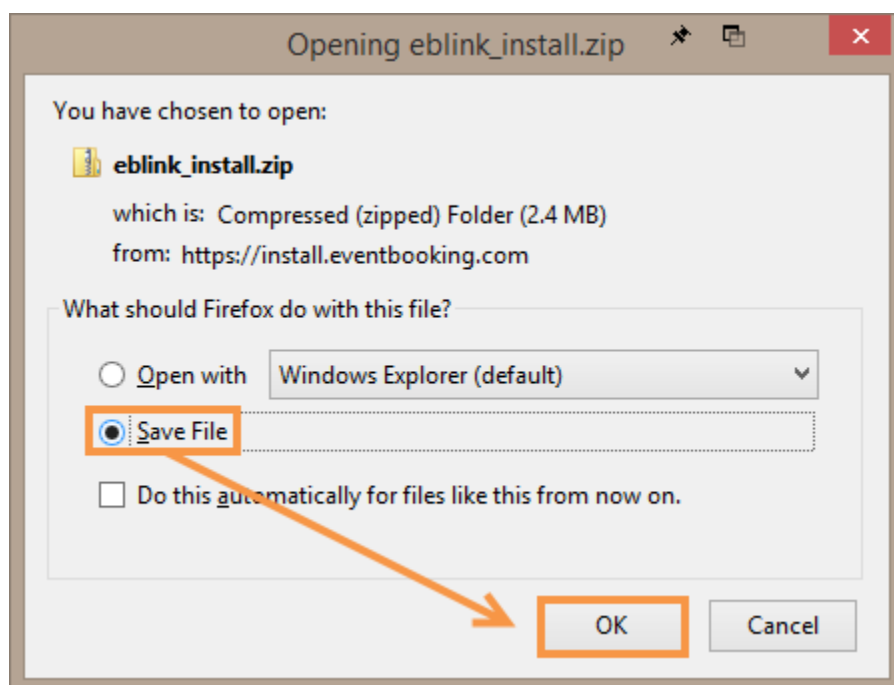 Opening eblink_install.zip
You have chosen to open:
eblink_install.zip
which is: Compressed (zipped) Folder (2.4 MB)
from: https://install.eventbooking.com
What should Firefox do with this file?
Open with Windows Explorer (default)
Save File
Do this automatically for files like this from now on.
OK Cancel